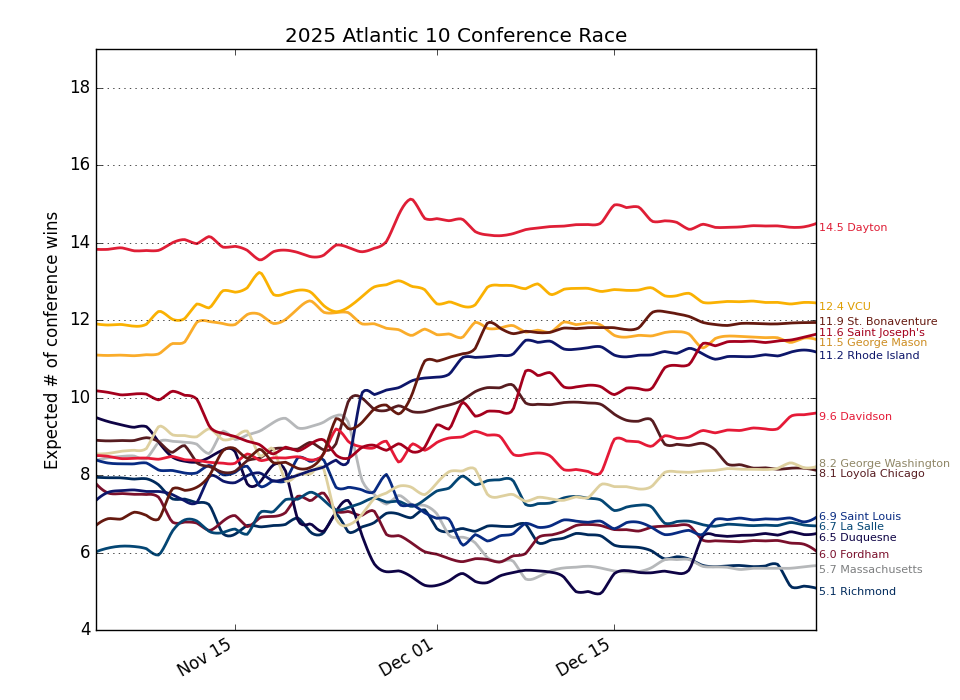 2025 Atlantic 10 Conference Race
Expected # of conference wins
18
16
14
12
10
8
6
4
Nov 15
Dec 01
Dec 15
14.5 Dayton
12.4 VCU
11.9 St. Bonaventure
11.6 Saint Joseph's
11.5 George Mason
11.2 Rhode Island
9.6 Davidson
8.2 George Washington
8.1 Loyola Chicago
6.9 Saint Louis
6.7 La Salle
6.5 Duquesne
6.0 Fordham
5.7 Massachusetts
5.1 Richmond